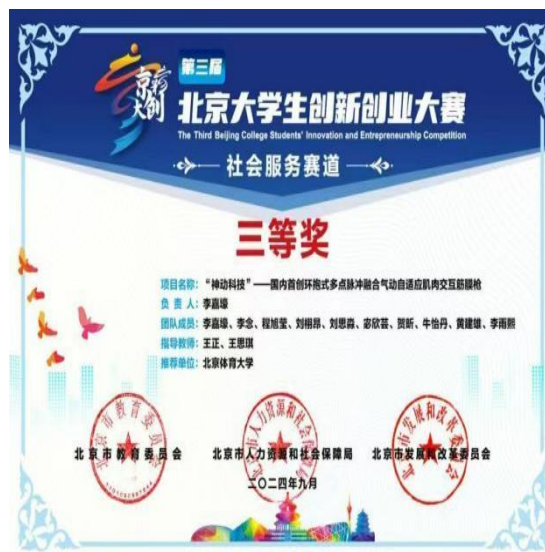 京彩大创
第三届
北京大学生创新创业大赛
The Third Beijing College Students' Innovation and Entrepreneurship Competition
社会服务赛道
三等奖
项目名称:“神动科技”——国内首创环抱式多点脉冲融合气动自适应肌肉交互筋膜枪
负 责 人:李嘉壕
团队成员:李嘉壕、李念、程旭莹、刘栩昂、刘思淼、宓欣芸、贺昕、牛怡丹、黄建雄、李雨熙
指导教师:王正、王思琪
推荐单位:北京体育大学
北京市教育委员会
北京市人力资源和社会保障局
北京市发展和改革委员会
二〇二四年九月